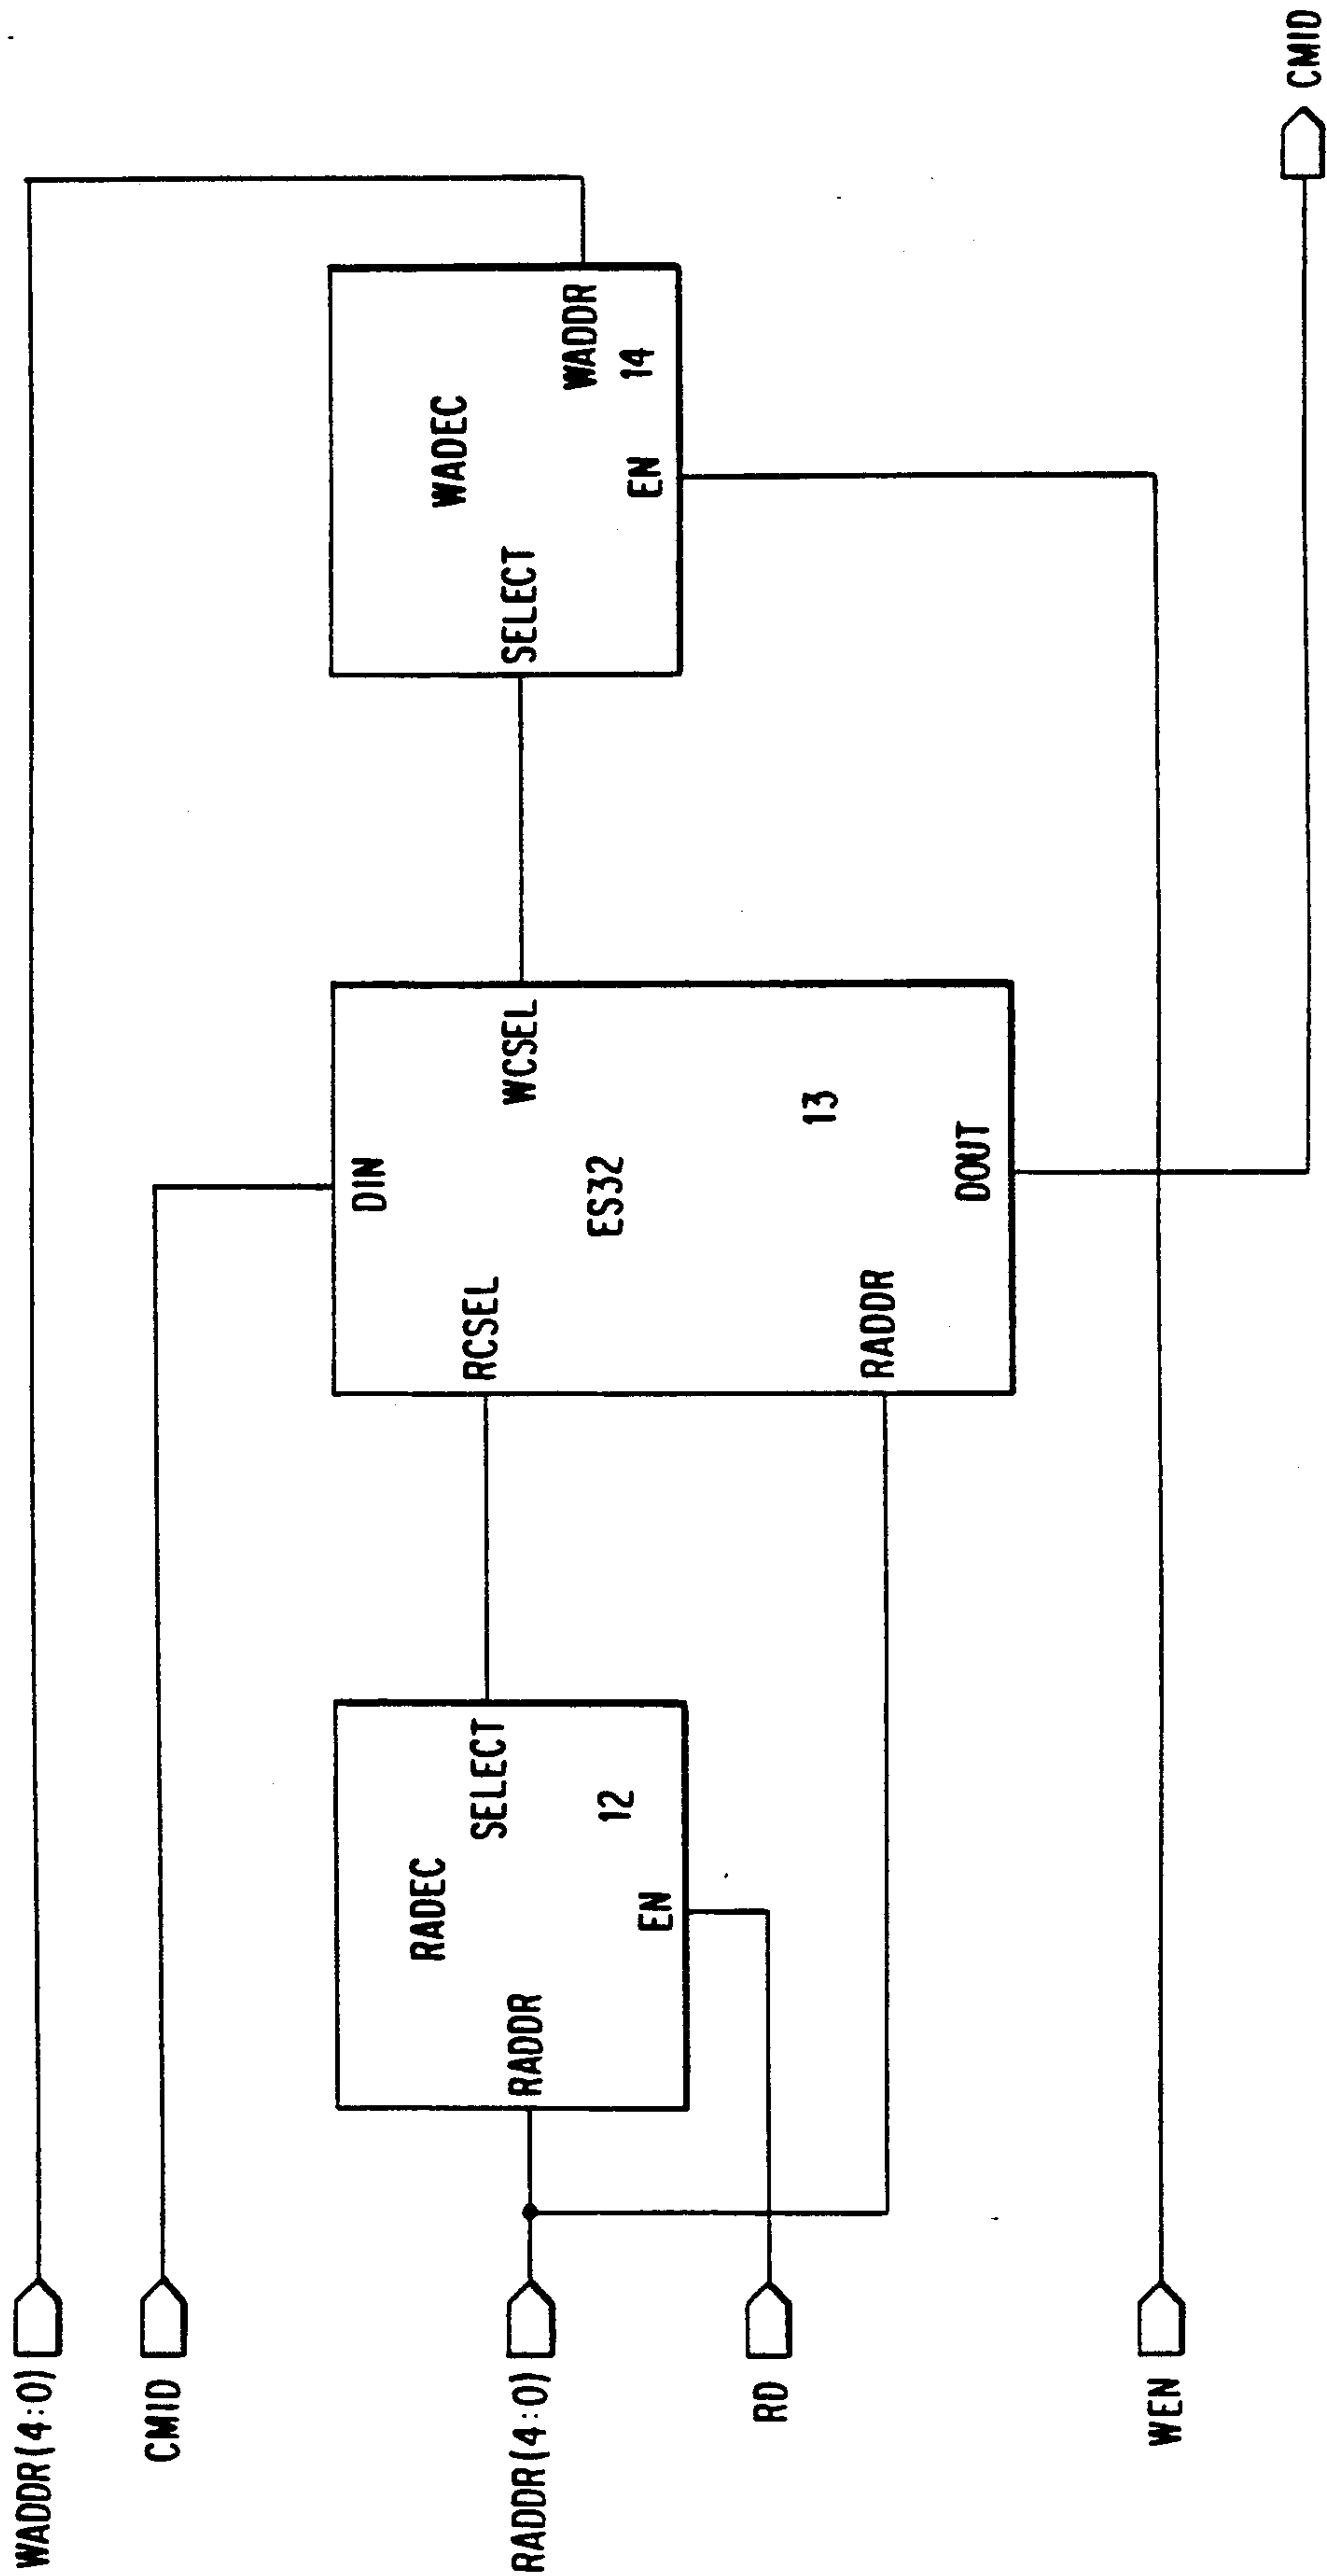 WADDR(4:0)
CMID
RADDR(4:0)
RD
WEN
RADEC
RADDR
SELECT
EN
12
DIN
RCSEL
WCSEL
ES32
13
RADDR
DOUT
WADEC
SELECT
WADDR
EN
14
CMID